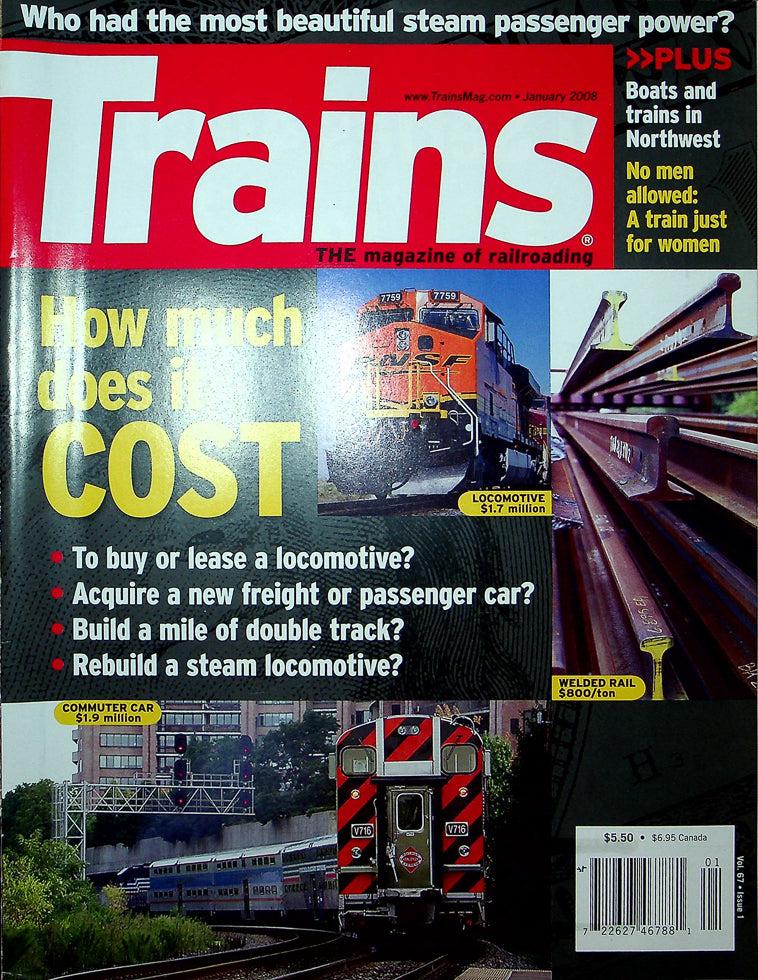 Who had the most beautiful steam passenger power?
Trains®
www.TrainsMag.com • January 2008
THE magazine of railroading
>>PLUS
Boats and
trains in
Northwest
No men
allowed:
A train just
for women
How much
does it
COST
• To buy or lease a locomotive?
• Acquire a new freight or passenger car?
• Build a mile of double track?
• Rebuild a steam locomotive?
7759
7759
BNSF
LOCOMOTIVE
$1.7 million
WELDED RAIL
$800/ton
COMMUTER CAR
$1.9 million
V716
V716
$5.50 • $6.95 Canada
01
7 22627 46788 1
Vol. 67 • Issue 1